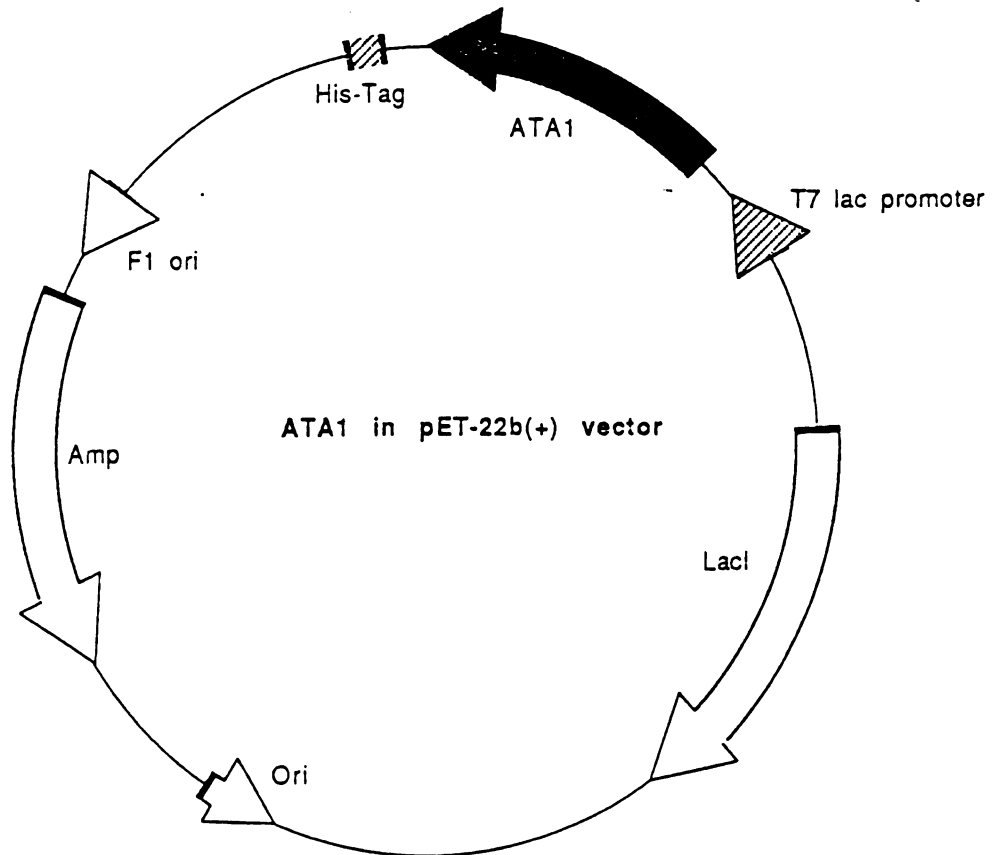 His-Tag
ATA1
T7 lac promoter
F1 ori
ATA1 in pET-22b(+) vector
Amp
LacI
Ori